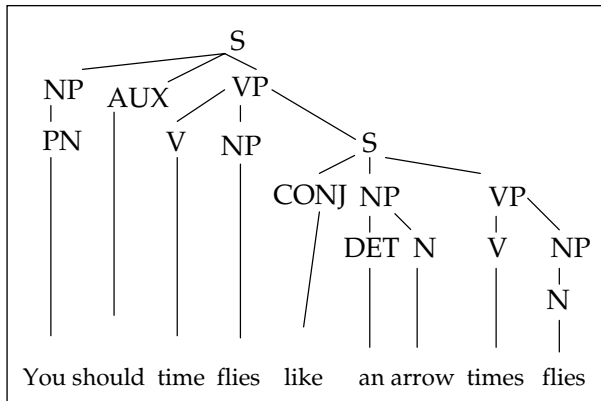 S
NP AUX VP
PN V NP S
CONJ NP VP
DET N V NP
N
You should time flies like an arrow times flies